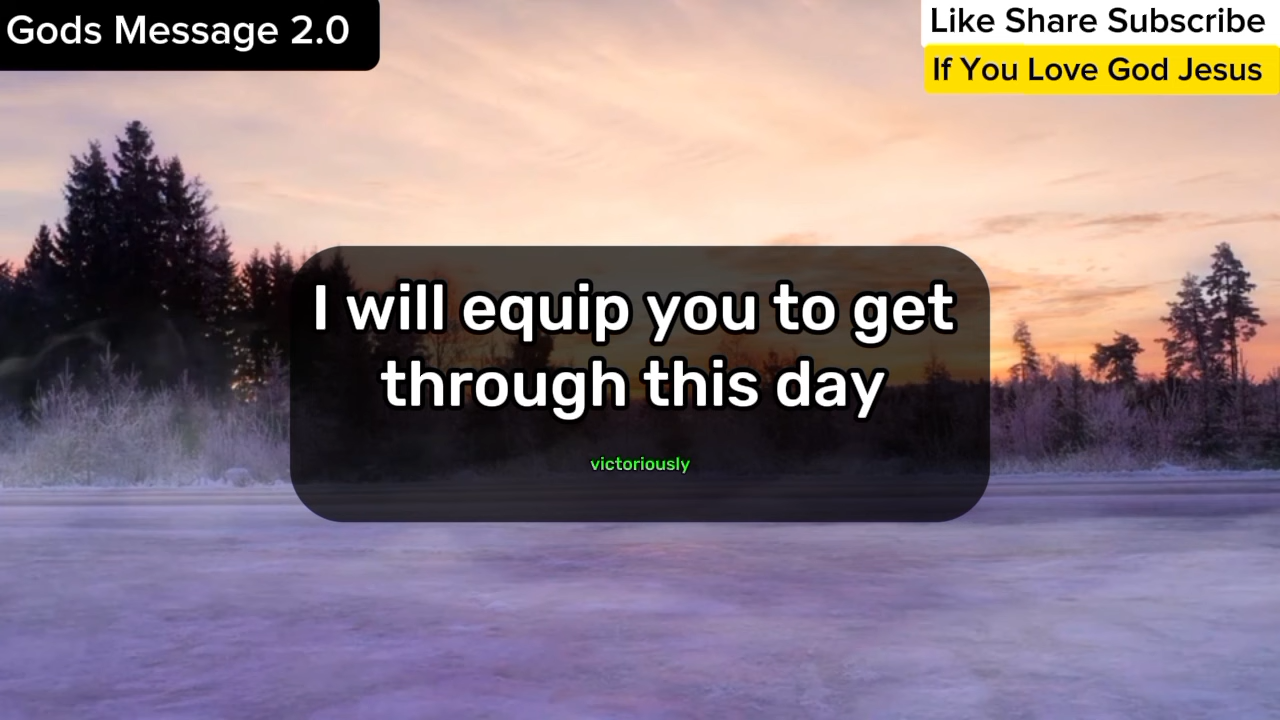 Gods Message 2.0
Like Share Subscribe
If You Love God Jesus
I will equip you to get
through this day
victoriously